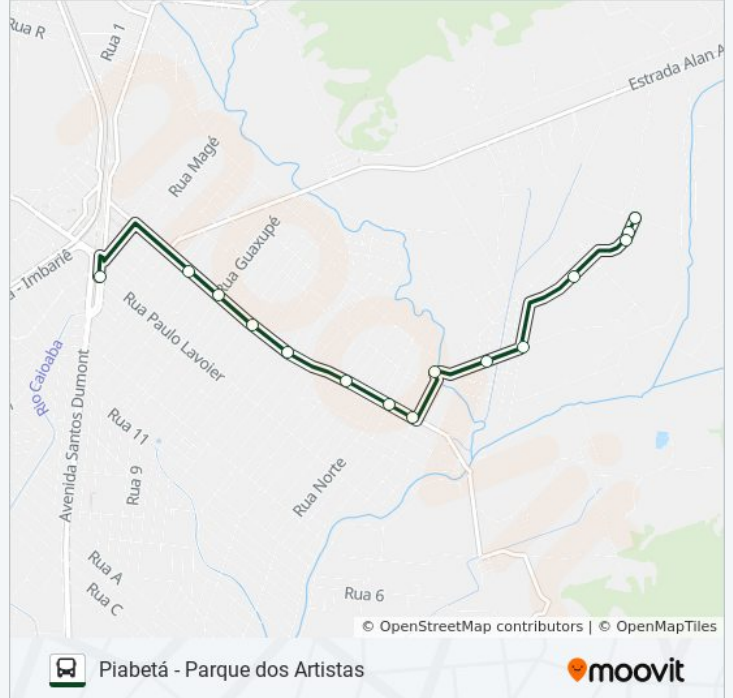 Rua R
Rua 1
Estrada Alan A
Rua Magé
Rua Guaxupé
a - Imbariê
Rua Paulo Lavoier
Rio Caioaba
Avenida Santos Dumont
Rua 11
Rua 9
Rua Norte
Rua A
Rua C
Rua 6
© OpenStreetMap contributors | © OpenMapTiles
Piabetá - Parque dos Artistas
moovit